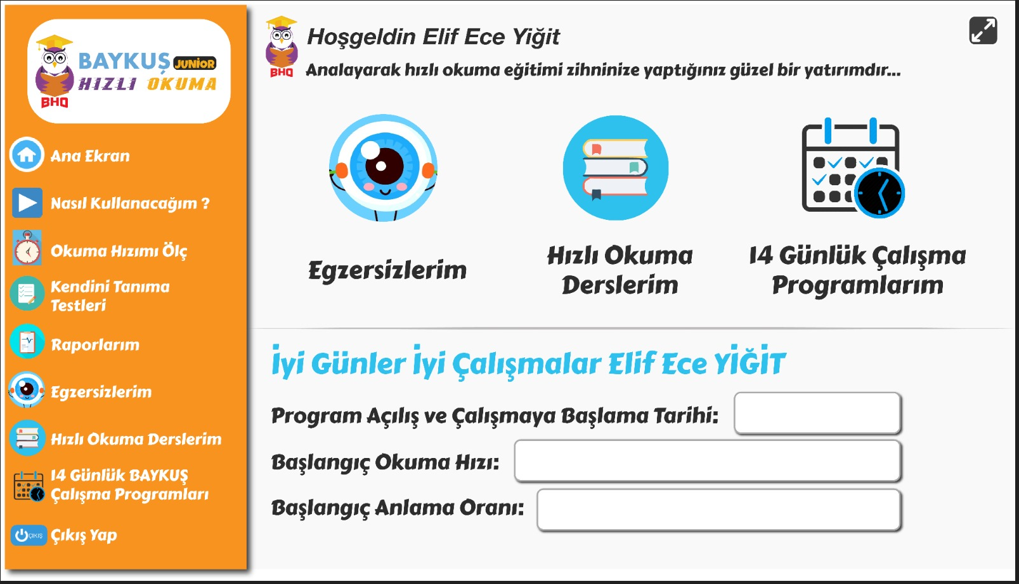 BAYKUŞ JUNİOR
HIZLI OKUMA
BHQ
Ana Ekran
Nasıl Kullanacağım ?
Okuma Hızımı Ölç
Kendini Tanıma
Testleri
Raporlarım
Egzersizlerim
Hızlı Okuma Derslerim
14 Günlük BAYKUŞ
Çalışma Programları
ÇIKIŞ
Çıkış Yap
BHQ
Hoşgeldin Elif Ece Yiğit
Analayarak hızlı okuma eğitimi zihninize yaptığınız güzel bir yatırımdır...
Egzersizlerim
Hızlı Okuma
Derslerim
14 Günlük Çalışma
Programlarım
İyi Günler İyi Çalışmalar Elif Ece YİĞİT
Program Açılış ve Çalışmaya Başlama Tarihi:
Başlangıç Okuma Hızı:
Başlangıç Anlama Oranı: